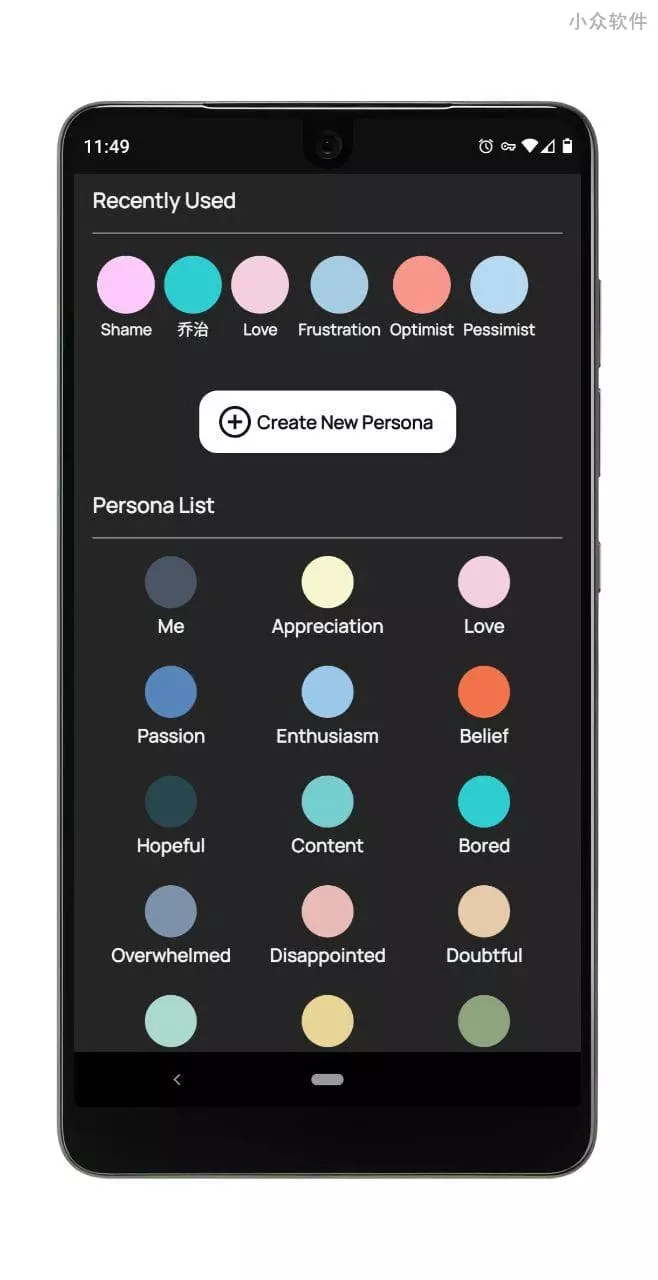 小众软件
11:49
Recently Used
Shame 乔治 Love Frustration Optimist Pessimist
Create New Persona
Persona List
Me Appreciation Love
Passion Enthusiasm Belief
Hopeful Content Bored
Overwhelmed Disappointed Doubtful